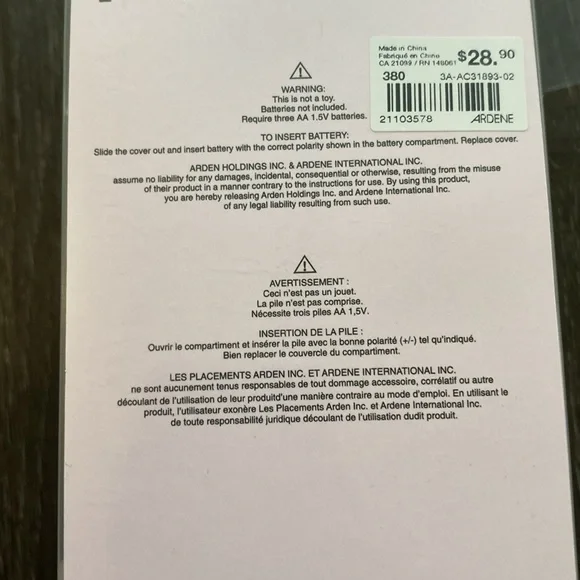 Made in China
Fabriqué en Chine
CA 21099 / RN 149061
$28.90
380
3A-AC31893-02
21103578
ARDENE
WARNING:
This is not a toy.
Batteries not included.
Require three AA 1.5V batteries.
TO INSERT BATTERY:
Slide the cover out and insert battery with the correct polarity shown in the battery compartment. Replace cover.
ARDEN HOLDINGS INC. & ARDENE INTERNATIONAL INC.
assume no liability for any damages, incidental, consequential or otherwise, resulting from the misuse
of their product in a manner contrary to the instructions for use. By using this product,
you are hereby releasing Arden Holdings Inc. and Ardene International Inc.
of any legal liability resulting from such use.
AVERTISSEMENT :
Ceci n'est pas un jouet.
La pile n'est pas comprise.
Nécessite trois piles AA 1,5V.
INSERTION DE LA PILE :
Ouvrir le compartiment et insérer la pile avec la bonne polarité (+/-) tel qu'indiqué.
Bien replacer le couvercle du compartiment.
LES PLACEMENTS ARDEN INC. ET ARDENE INTERNATIONAL INC.
ne sont aucunement tenus responsables de tout dommage accessoire, corrélatif ou autre
découlant de l'utilisation de leur produitd'une manière contraire au mode d'emploi. En utilisant le
produit, l'utilisateur exonère Les Placements Arden Inc. et Ardene International Inc.
de toute responsabilité juridique découlant de l'utilisation dudit produit.